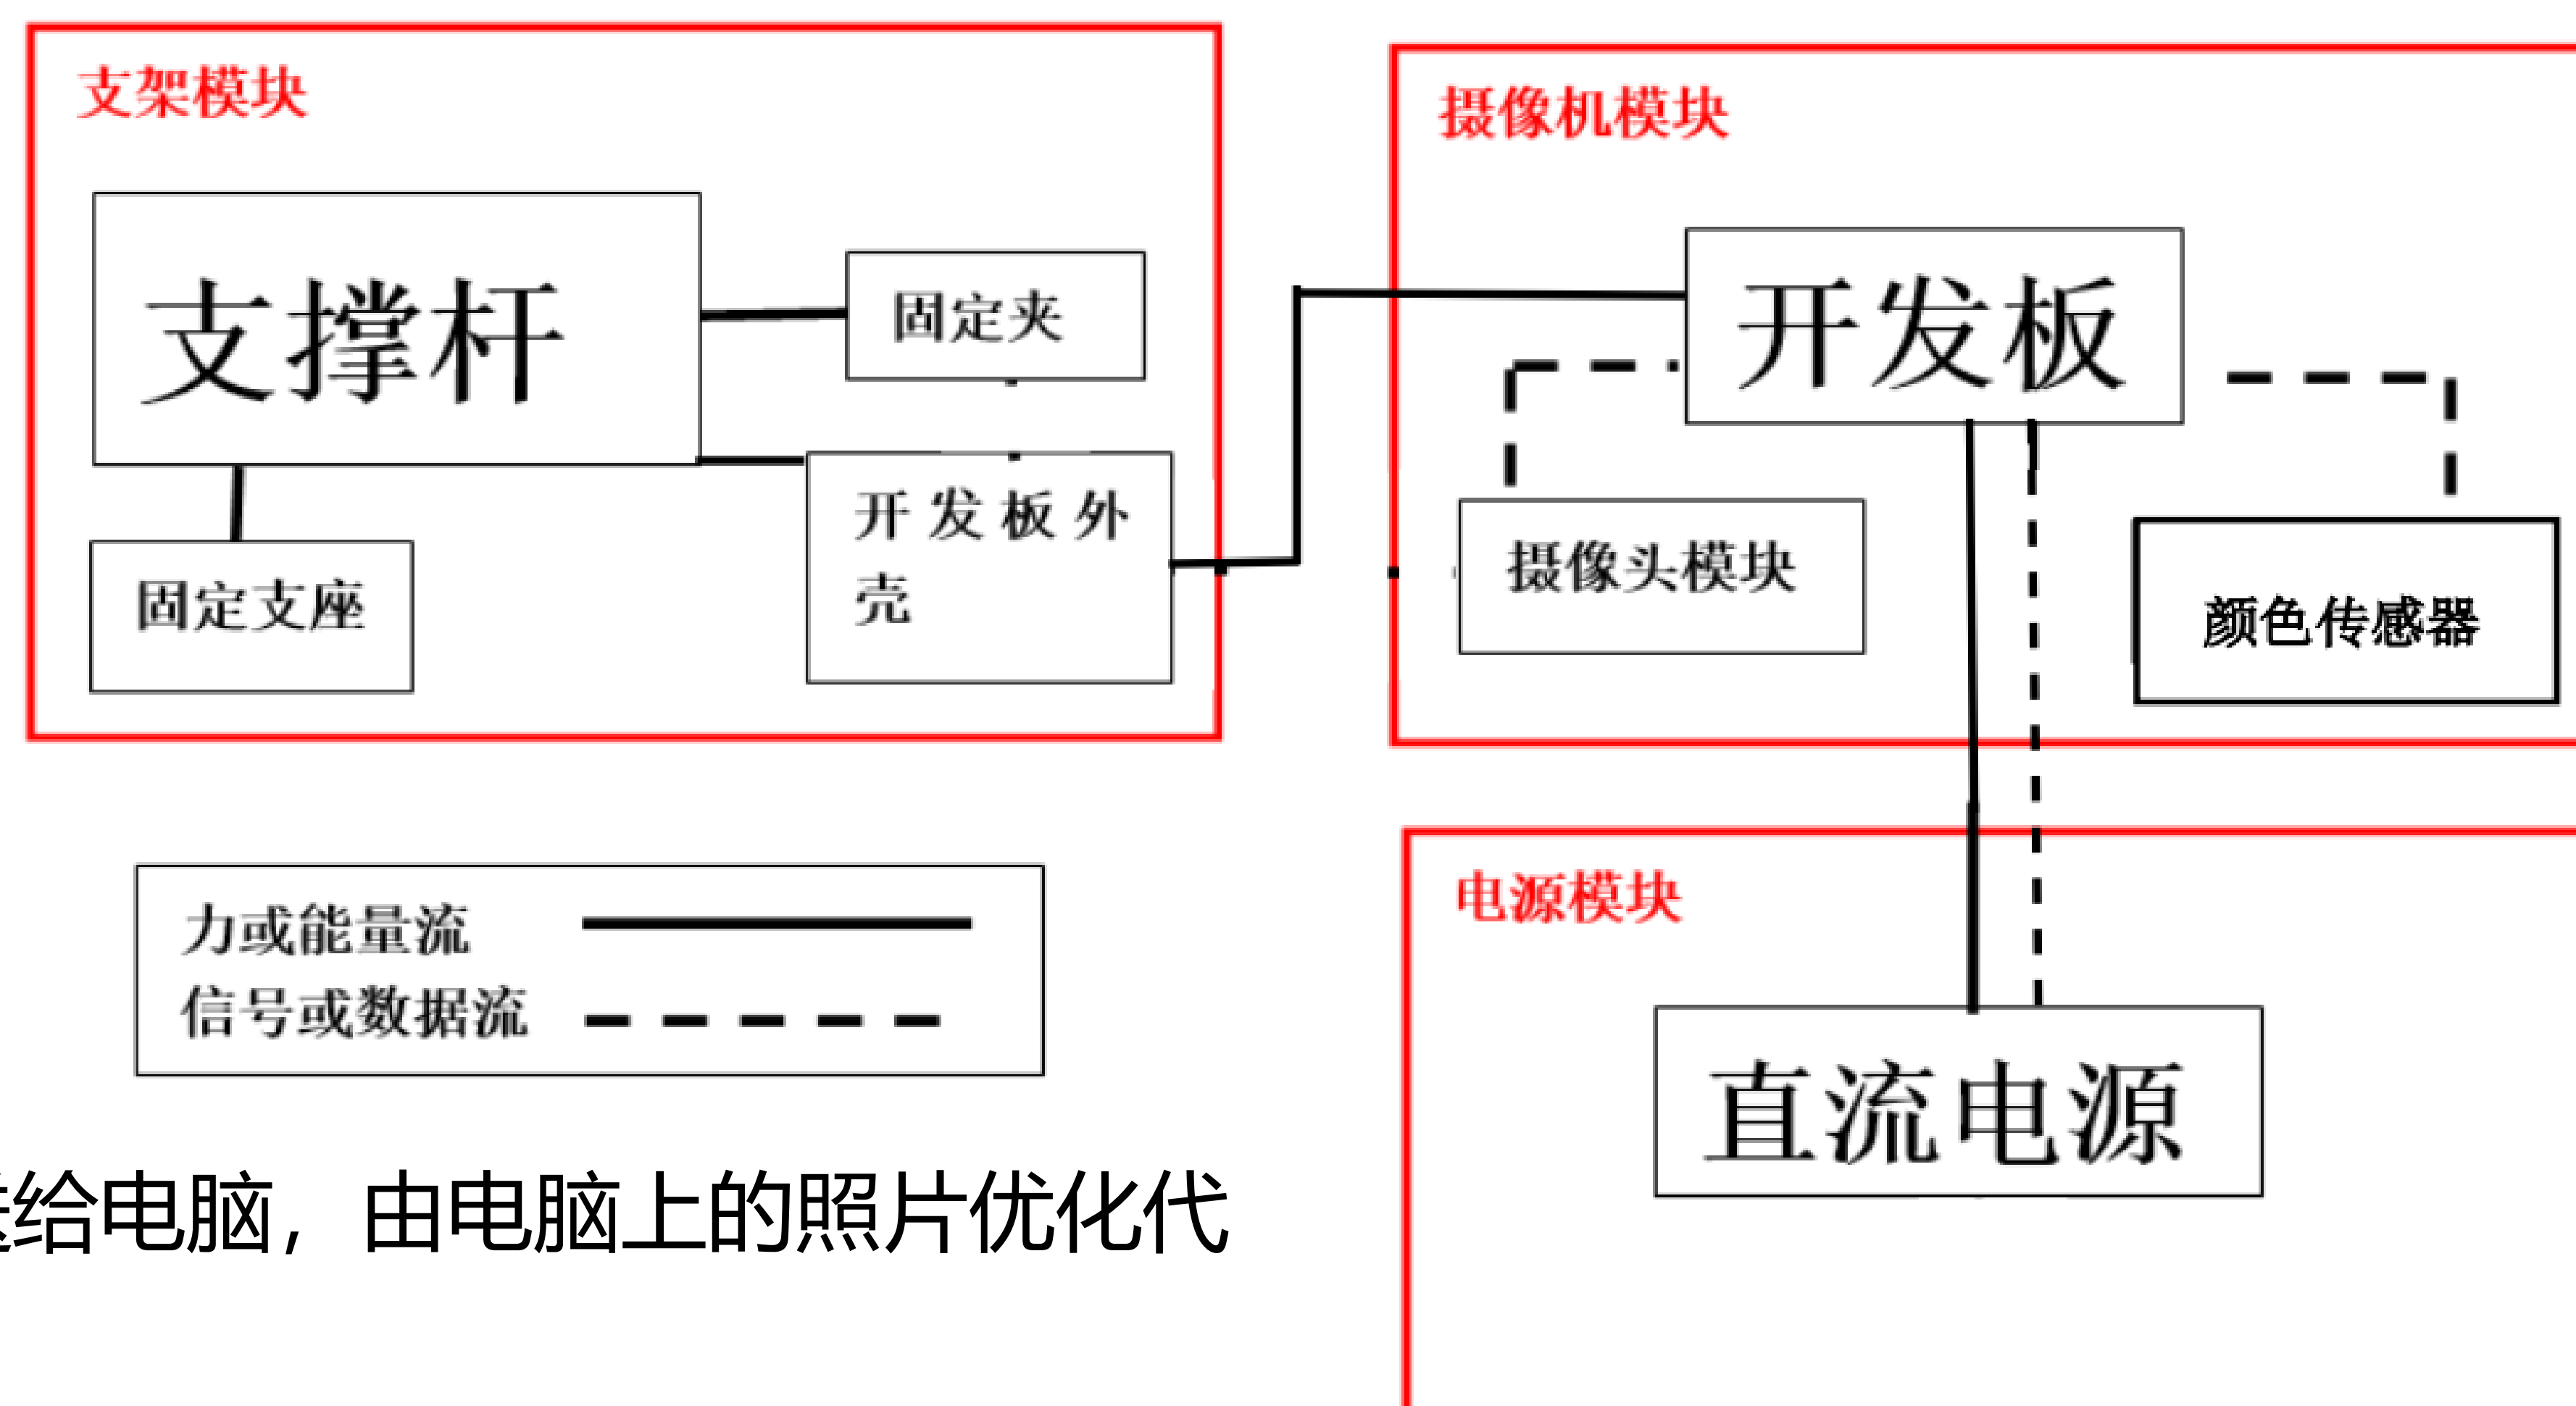 支架模块
支撑杆
固定夹
固定支座
开发板外
壳
摄像机模块
开发板
摄像头模块
颜色传感器
力或能量流
信号或数据流
电源模块
直流电源
给电脑，由电脑上的照片优化代